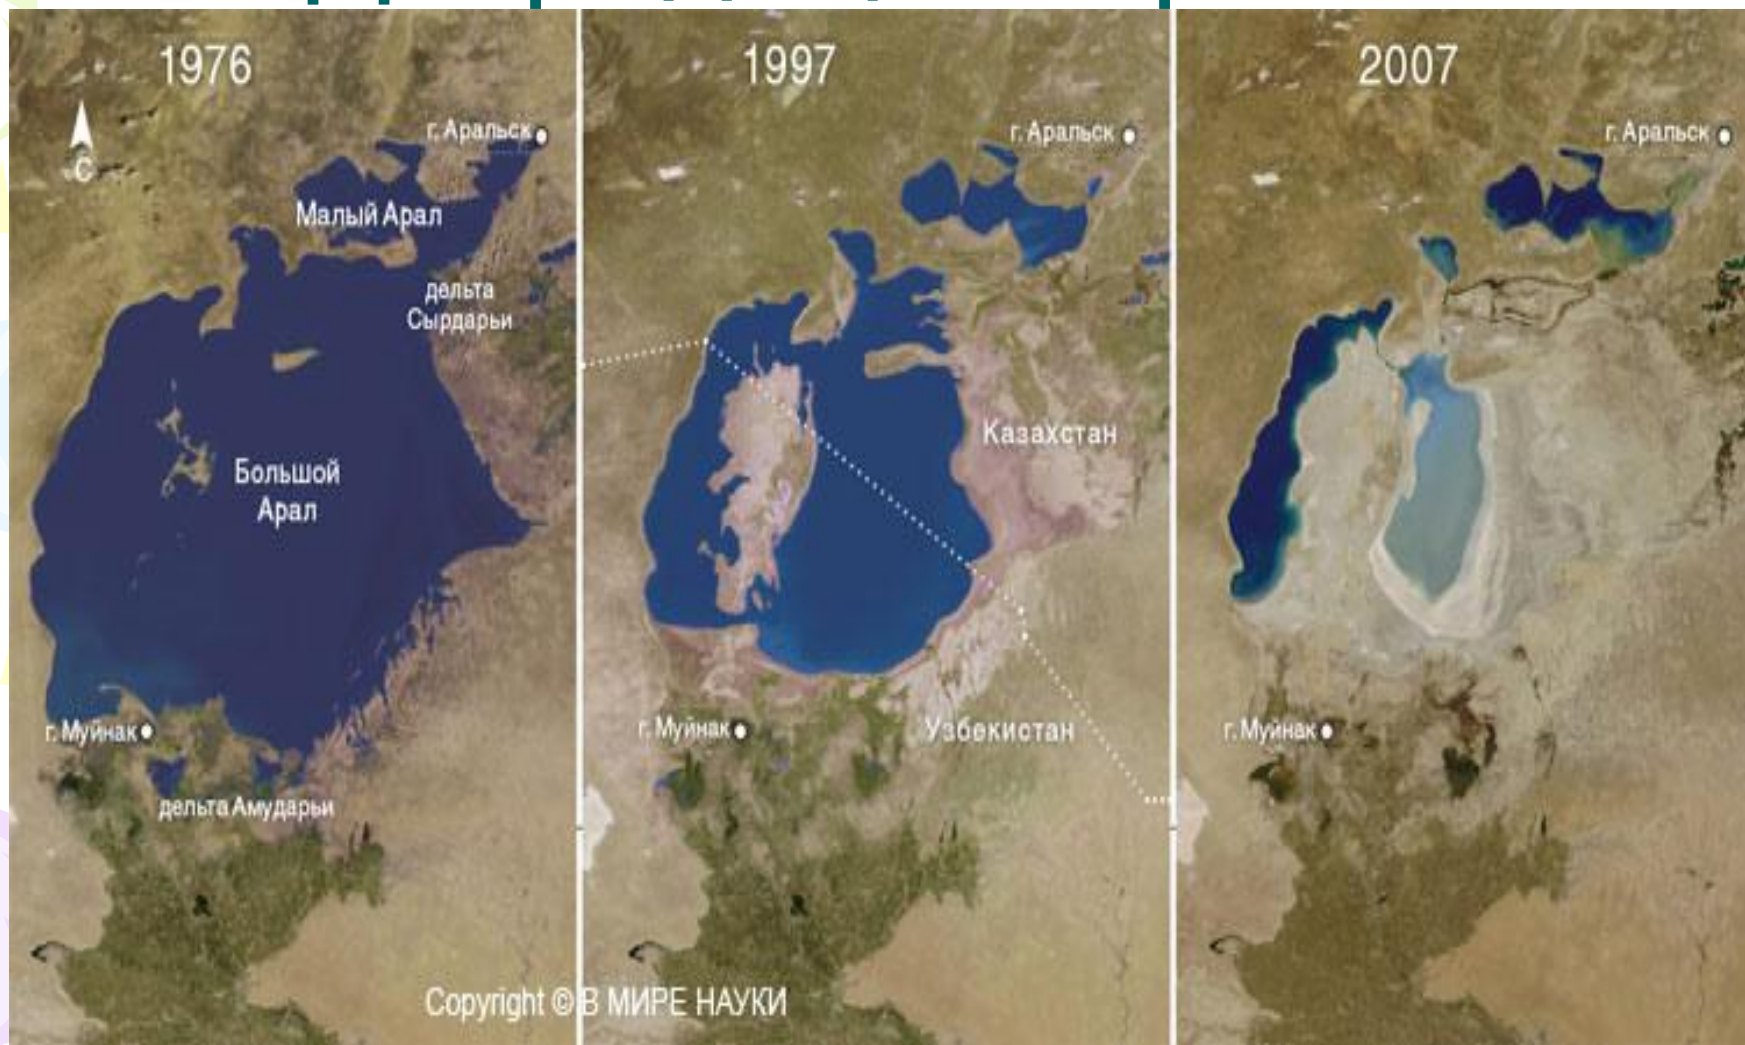 1976
С
г. Аральск
Малый Арал
дельта
Сырдарьи
Большой
Арал
г. Муйнак
дельта Амударьи
1997
г. Аральск
Казахстан
г. Муйнак
Узбекистан
2007
г. Аральск
г. Муйнак
Copyright © В МИРЕ НАУКИ